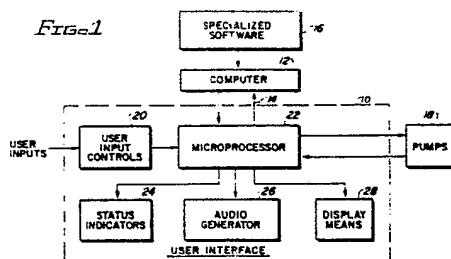 FIG. 1
SPECIALIZED
SOFTWARE
16
12
COMPUTER
14
10
20
22
18
USER
INPUTS
USER
INPUT
CONTROLS
MICROPROCESSOR
PUMPS
24
26
28
STATUS
INDICATORS
AUDIO
GENERATOR
DISPLAY
MEANS
USER INTERFACE